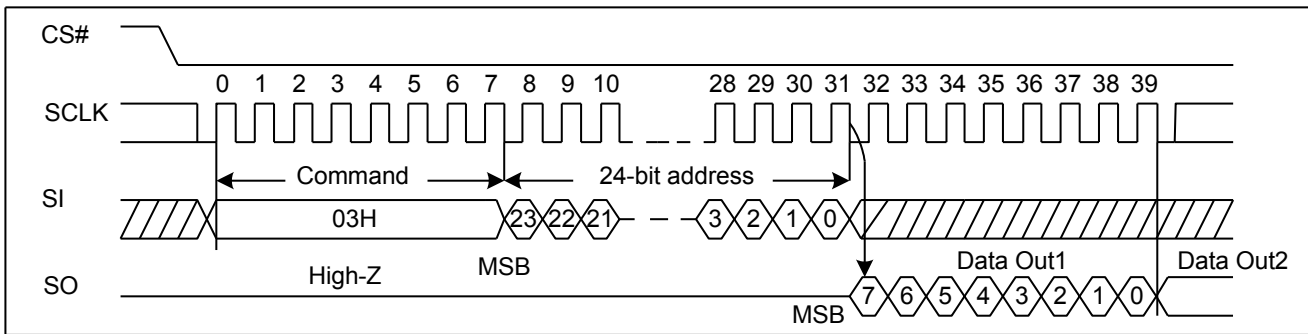 CS#
0 1 2 3 4 5 6 7 8 9 10 28 29 30 31 32 33 34 35 36 37 38 39
SCLK
Command 24-bit address
SI
03H 23 22 21 3 2 1 0
High-Z MSB Data Out1 Data Out2
SO
MSB 7 6 5 4 3 2 1 0